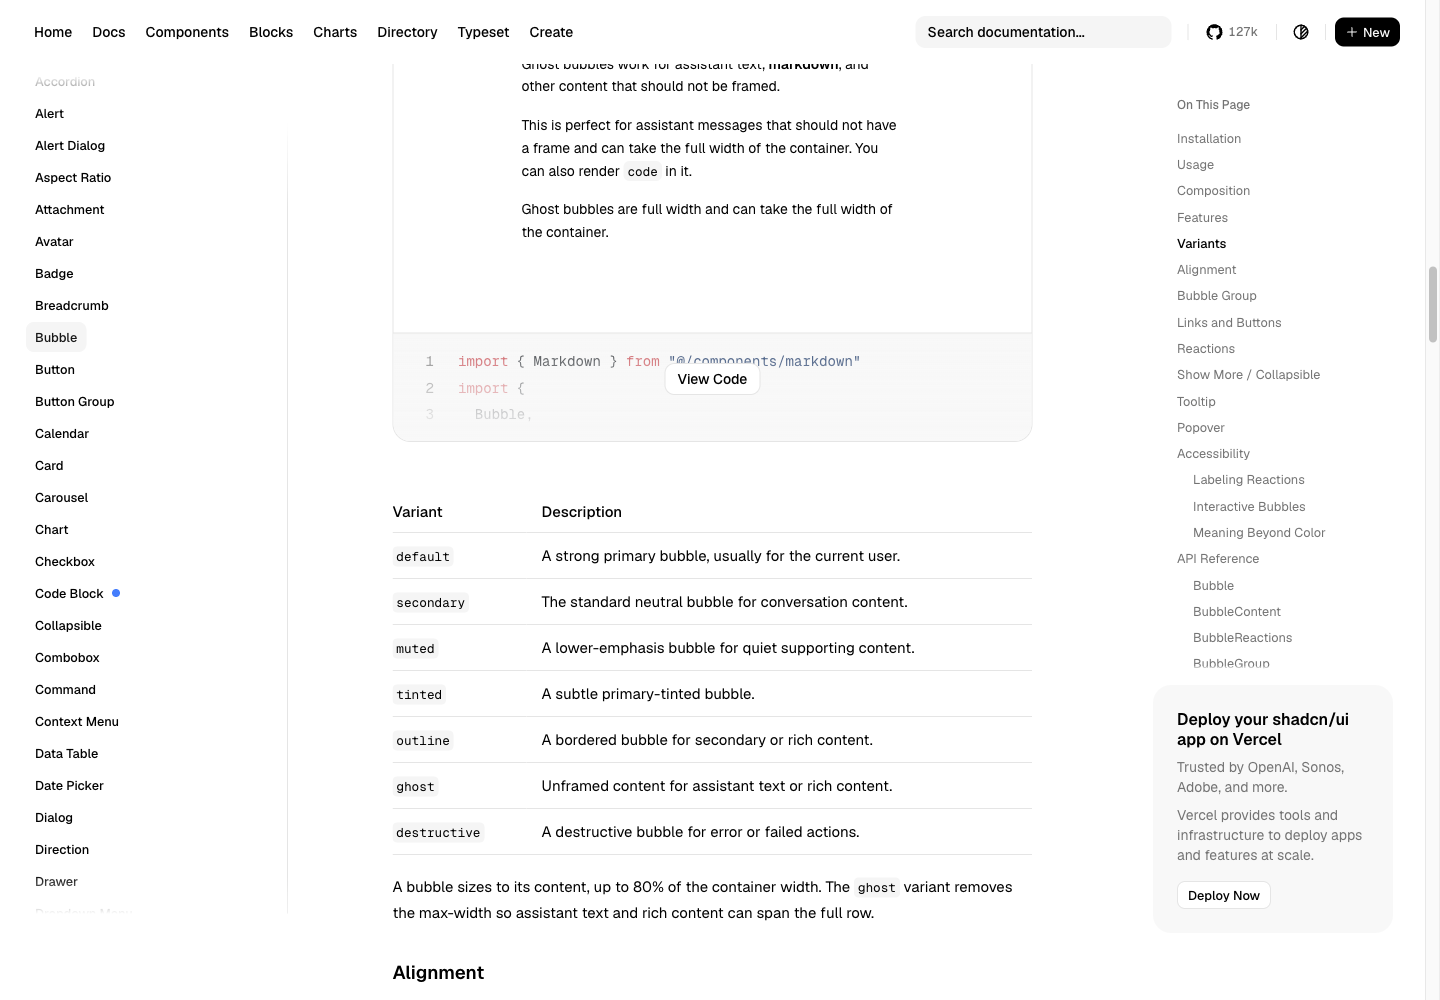 Home Docs Components Blocks Charts Directory Typeset Create
Search documentation...
127k
New
Accordion
Alert
Alert Dialog
Aspect Ratio
Attachment
Avatar
Badge
Breadcrumb
Bubble
Button
Button Group
Calendar
Card
Carousel
Chart
Checkbox
Code Block
Collapsible
Combobox
Command
Context Menu
Data Table
Date Picker
Dialog
Direction
Drawer
Dropdown Menu
Ghost bubbles work for assistant text, markdown, and
other content that should not be framed.
This is perfect for assistant messages that should not have
a frame and can take the full width of the container. You
can also render code in it.
Ghost bubbles are full width and can take the full width of
the container.
1 import { Markdown } from "@/components/markdown"
2 import {
3 Bubble,
View Code
Variant Description
default A strong primary bubble, usually for the current user.
secondary The standard neutral bubble for conversation content.
muted A lower-emphasis bubble for quiet supporting content.
tinted A subtle primary-tinted bubble.
outline A bordered bubble for secondary or rich content.
ghost Unframed content for assistant text or rich content.
destructive A destructive bubble for error or failed actions.
A bubble sizes to its content, up to 80% of the container width. The ghost variant removes
the max-width so assistant text and rich content can span the full row.
Alignment
On This Page
Installation
Usage
Composition
Features
Variants
Alignment
Bubble Group
Links and Buttons
Reactions
Show More / Collapsible
Tooltip
Popover
Accessibility
Labeling Reactions
Interactive Bubbles
Meaning Beyond Color
API Reference
Bubble
BubbleContent
BubbleReactions
BubbleGroup
Deploy your shadcn/ui
app on Vercel
Trusted by OpenAI, Sonos,
Adobe, and more.
Vercel provides tools and
infrastructure to deploy apps
and features at scale.
Deploy Now